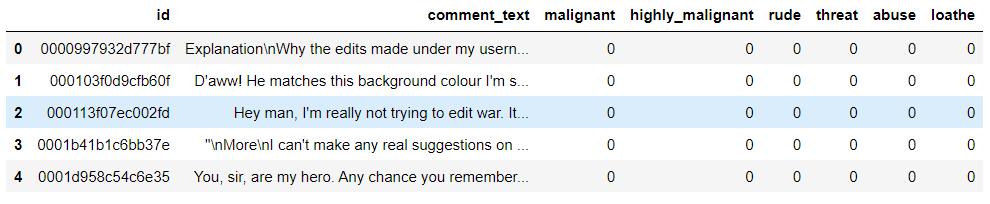 id comment_text malignant highly_malignant rude threat abuse loathe
0 0000997932d777bf Explanation\nWhy the edits made under my usern... 0 0 0 0 0 0
1 000103f0d9cfb60f D'aww! He matches this background colour I'm s... 0 0 0 0 0 0
2 000113f07ec002fd Hey man, I'm really not trying to edit war. It... 0 0 0 0 0 0
3 0001b41b1c6bb37e "\nMore\nI can't make any real suggestions on ... 0 0 0 0 0 0
4 0001d958c54c6e35 You, sir, are my hero. Any chance you remember... 0 0 0 0 0 0